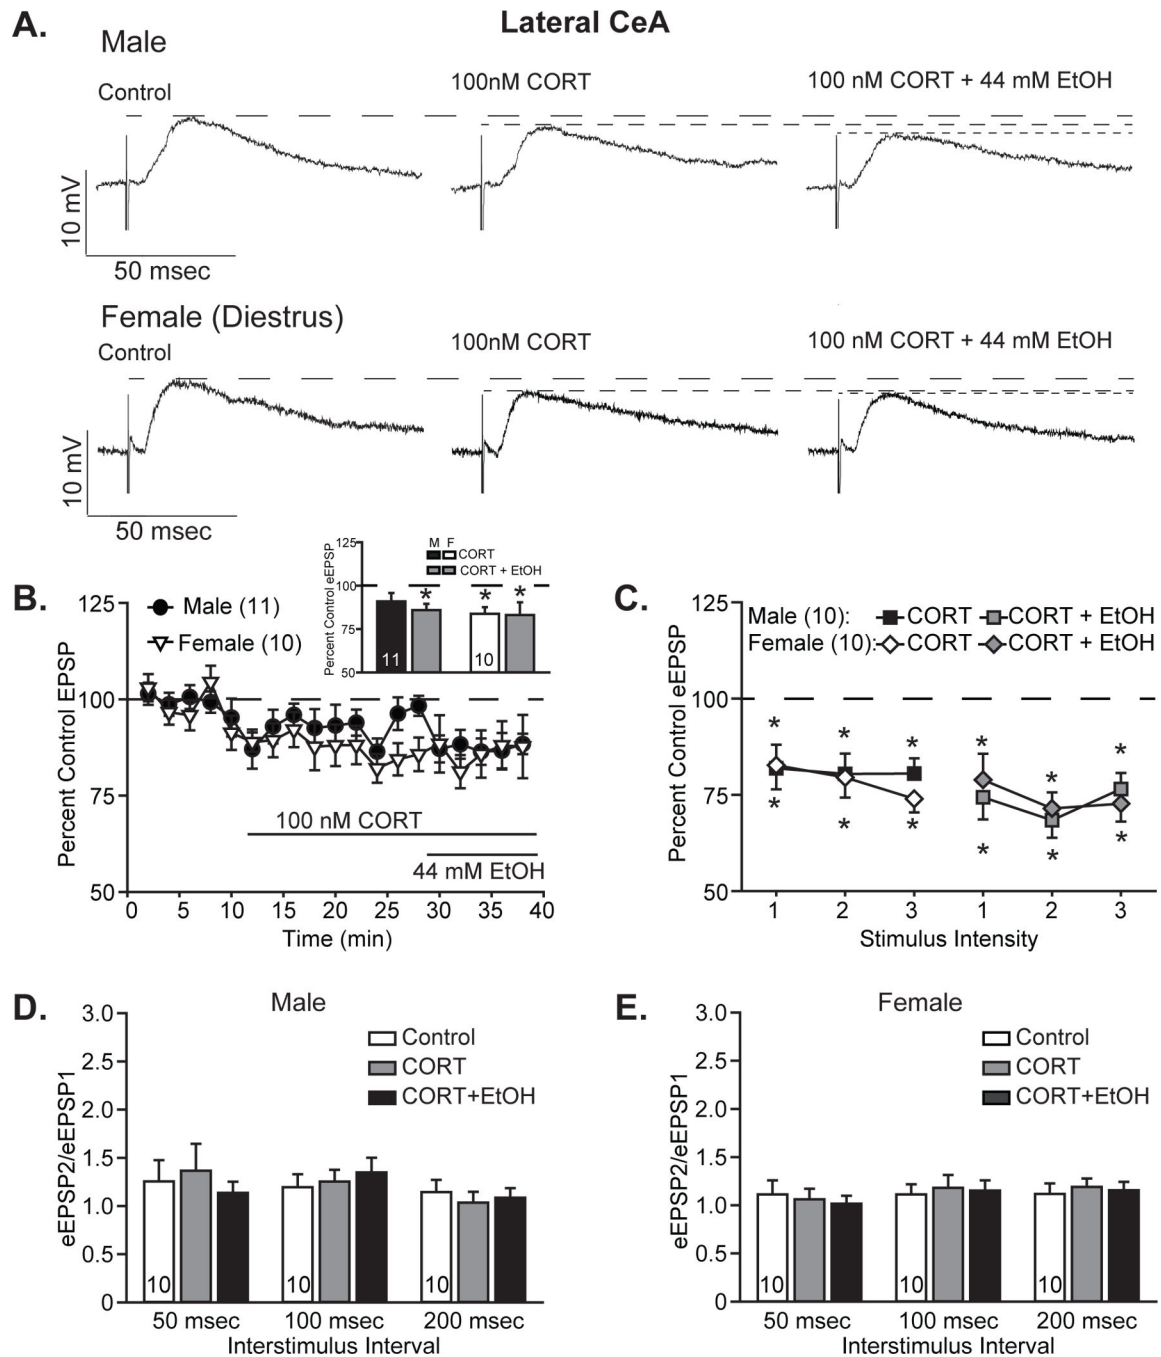 A.
Lateral CeA
Male
Control
100nM CORT
100 nM CORT + 44 mM EtOH
10 mV
50 msec
Female (Diestrus)
Control
100nM CORT
100 nM CORT + 44 mM EtOH
10 mV
50 msec
B.
Percent Control EPSP
125
100
75
50
Male (11)
Female (10)
Percent Control eEPSP
125
100
75
50
M F
CORT
CORT + EtOH
* * *
11
10
100 nM CORT
44 mM EtOH
0 5 10 15 20 25 30 35 40
Time (min)
C.
Percent Control eEPSP
125
100
75
50
Male (10): CORT CORT + EtOH
Female (10): CORT CORT + EtOH
* * * * * *
* * * * * *
1 2 3 1 2 3
Stimulus Intensity
D.
Male
eEPSP2/eEPSP1
3.0
2.5
2.0
1.5
1.0
0.5
0
Control
CORT
CORT+EtOH
10 10 10
50 msec 100 msec 200 msec
Interstimulus Interval
E.
Female
eEPSP2/eEPSP1
3.0
2.5
2.0
1.5
1.0
0.5
0
Control
CORT
CORT+EtOH
10 10 10
50 msec 100 msec 200 msec
Interstimulus Interval